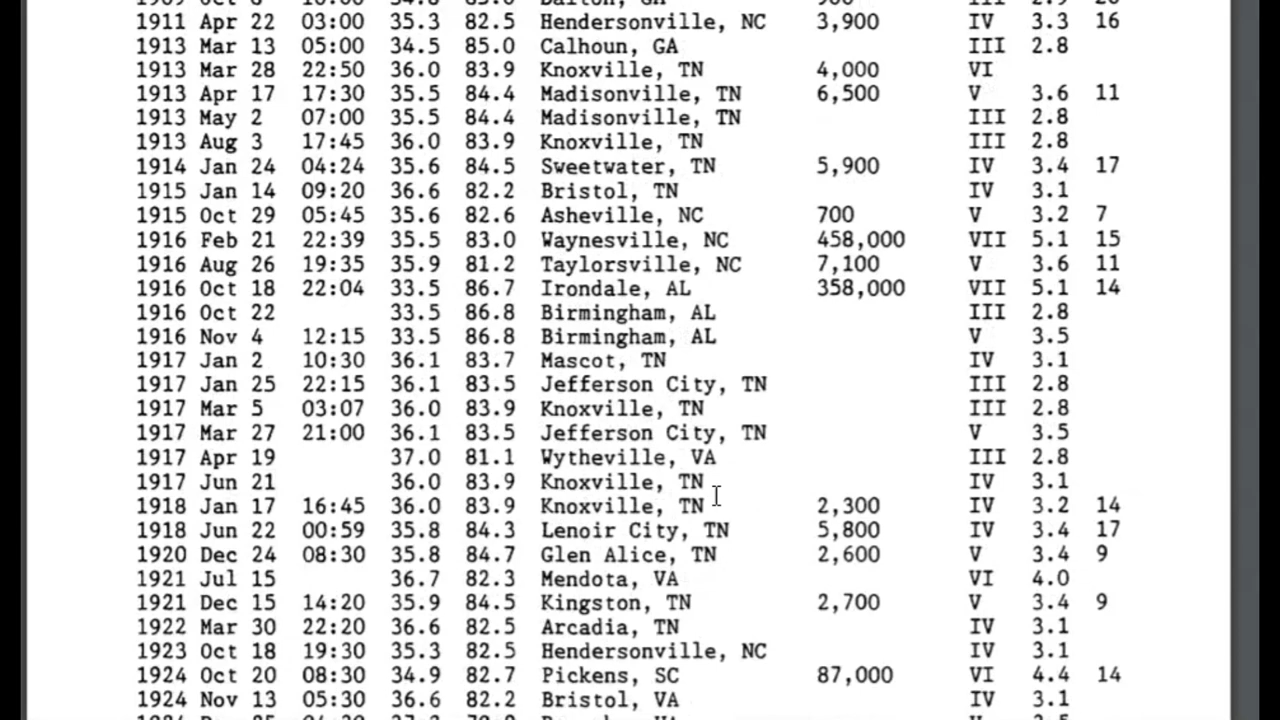 1911 Apr 22 03:00 35.3 82.5 Hendersonville, NC 3,900 IV 3.3 16
1913 Mar 13 05:00 34.5 85.0 Calhoun, GA III 2.8
1913 Mar 28 22:50 36.0 83.9 Knoxville, TN 4,000 VI
1913 Apr 17 17:30 35.5 84.4 Madisonville, TN 6,500 V 3.6 11
1913 May 2 07:00 35.5 84.4 Madisonville, TN III 2.8
1913 Aug 3 17:45 36.0 83.9 Knoxville, TN III 2.8
1914 Jan 24 04:24 35.6 84.5 Sweetwater, TN 5,900 IV 3.4 17
1915 Jan 14 09:20 36.6 82.2 Bristol, TN IV 3.1
1915 Oct 29 05:45 35.6 82.6 Asheville, NC 700 V 3.2 7
1916 Feb 21 22:39 35.5 83.0 Waynesville, NC 458,000 VII 5.1 15
1916 Aug 26 19:35 35.9 81.2 Taylorsville, NC 7,100 V 3.6 11
1916 Oct 18 22:04 33.5 86.7 Irondale, AL 358,000 VII 5.1 14
1916 Oct 22 33.5 86.8 Birmingham, AL III 2.8
1916 Nov 4 12:15 33.5 86.8 Birmingham, AL V 3.5
1917 Jan 2 10:30 36.1 83.7 Mascot, TN IV 3.1
1917 Jan 25 22:15 36.1 83.5 Jefferson City, TN III 2.8
1917 Mar 5 03:07 36.0 83.9 Knoxville, TN III 2.8
1917 Mar 27 21:00 36.1 83.5 Jefferson City, TN V 3.5
1917 Apr 19 37.0 81.1 Wytheville, VA III 2.8
1917 Jun 21 36.0 83.9 Knoxville, TN IV 3.1
1918 Jan 17 16:45 36.0 83.9 Knoxville, TN 2,300 IV 3.2 14
1918 Jun 22 00:59 35.8 84.3 Lenoir City, TN 5,800 IV 3.4 17
1920 Dec 24 08:30 35.8 84.7 Glen Alice, TN 2,600 V 3.4 9
1921 Jul 15 36.7 82.3 Mendota, VA VI 4.0
1921 Dec 15 14:20 35.9 84.5 Kingston, TN 2,700 V 3.4 9
1922 Mar 30 22:20 36.6 82.5 Arcadia, TN IV 3.1
1923 Oct 18 19:30 35.3 82.5 Hendersonville, NC IV 3.1
1924 Oct 20 08:30 34.9 82.7 Pickens, SC 87,000 VI 4.4 14
1924 Nov 13 05:30 36.6 82.2 Bristol, VA IV 3.1